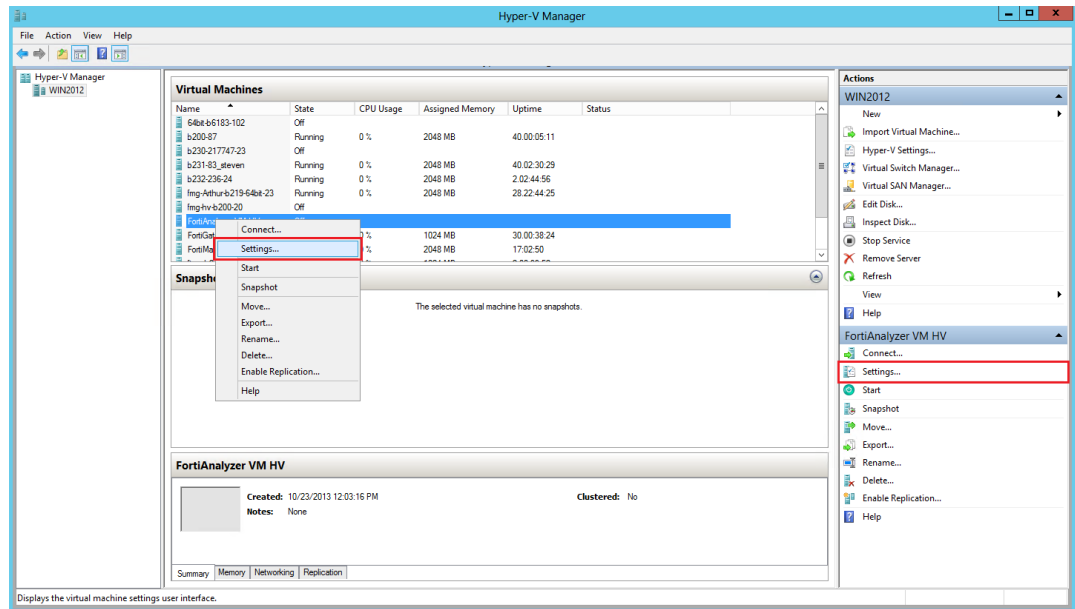 Hyper-V Manager
File Action View Help
Hyper-V Manager
WIN2012
Virtual Machines
Name State CPU Usage Assigned Memory Uptime Status
64bit-b6183-102 Off
b200-87 Running 0 % 2048 MB 40.00:05:11
b230-217747-23 Off
b231-83_steven Running 0 % 2048 MB 40.02:30:29
b232-236-24 Running 0 % 2048 MB 2.02:44:56
fmg-Arthur-b219-64bit-23 Running 0 % 2048 MB 28.22:44:25
fmg-hv-b200-20 Off
FortiAna
FortiGat 0 % 1024 MB 30.00:38:24
FortiMa % 2048 MB 17:02:50
Connect...
Settings...
Start
Snapshot
Move...
Export...
Rename...
Delete...
Enable Replication...
Help
Snapsh
The selected virtual machine has no snapshots.
FortiAnalyzer VM HV
Created: 10/23/2013 12:03:16 PM Clustered: No
Notes: None
Summary Memory Networking Replication
Actions
WIN2012
New
Import Virtual Machine...
Hyper-V Settings...
Virtual Switch Manager...
Virtual SAN Manager...
Edit Disk...
Inspect Disk...
Stop Service
Remove Server
Refresh
View
Help
FortiAnalyzer VM HV
Connect...
Settings...
Start
Snapshot
Move...
Export...
Rename...
Delete...
Enable Replication...
Help
Displays the virtual machine settings user interface.